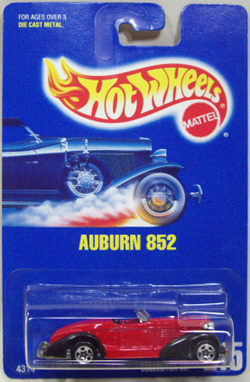 FOR AGES OVER 3
DIE CAST METAL.
Hot Wheels
MATTEL
AUBURN 852